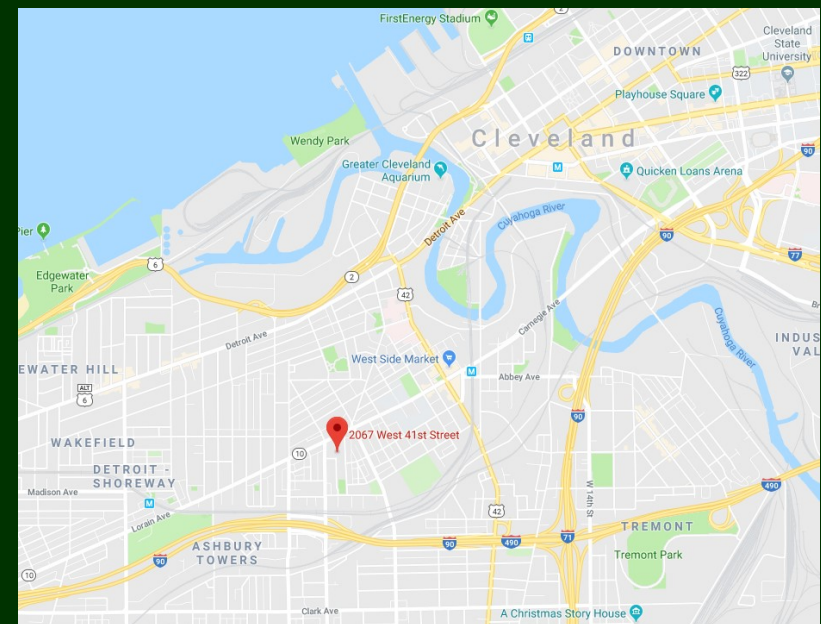 FirstEnergy Stadium
2
Cleveland
State
University
DOWNTOWN
322
Playhouse Square
Cleveland
90
Wendy Park
Greater Cleveland
Aquarium
M
Quicken Loans Arena
Cuyahoga River
Detroit Ave
90
77
Pier
6
Edgewater
Park
2
42
Cuyahoga River
Carnegie Ave
INDUS
VAL
Detroit Ave
West Side Market
M
Abbey Ave
EWATER HILL
ALT
6
90
2067 West 41st Street
WAKEFIELD
10
DETROIT -
SHOREWAY
Madison Ave
M
490
W 14th St
42
Lorain Ave
TREMONT
71
90
490
ASHBURY
TOWERS
90
Tremont Park
10
Clark Ave
A Christmas Story House